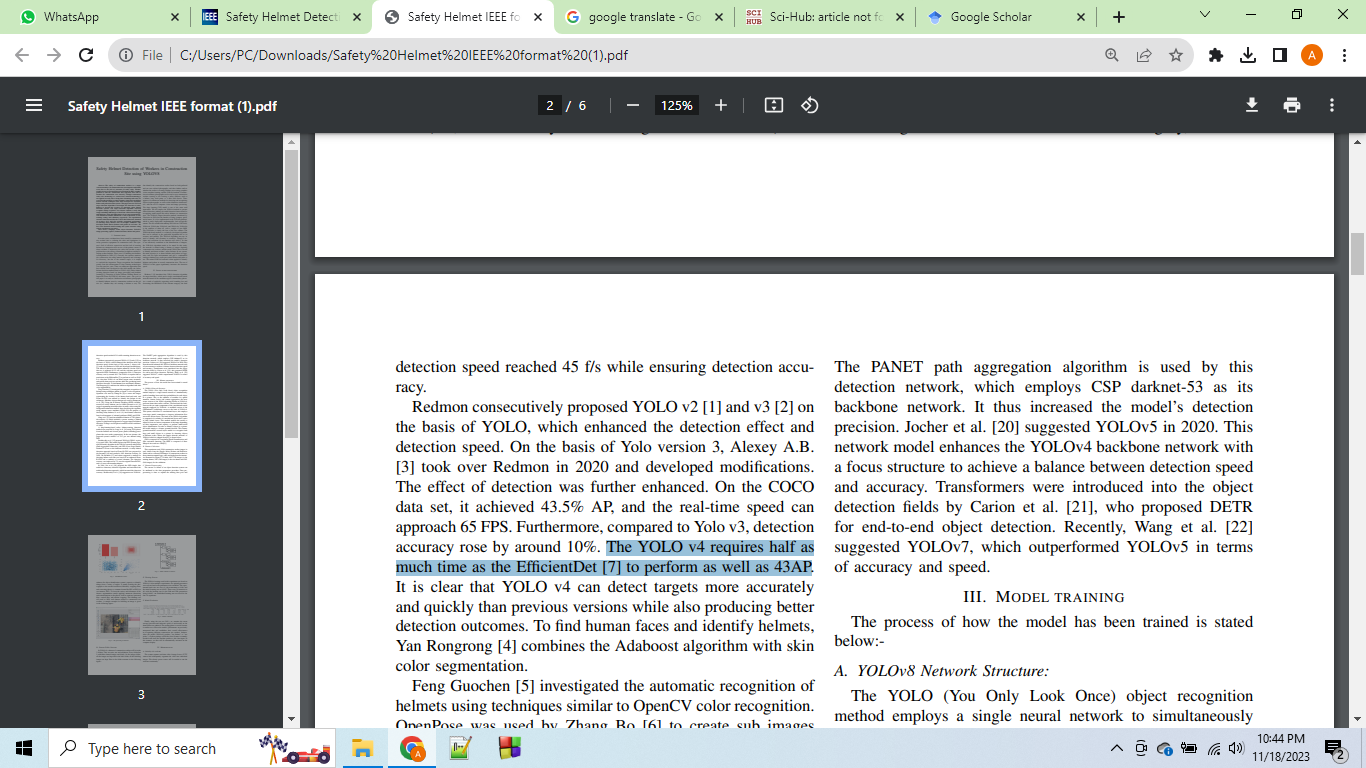 WhatsApp
Safety Helmet Detecti
Safety Helmet IEEE fo
google translate - Go
Sci-Hub: article not fo
Google Scholar
File
C:/Users/PC/Downloads/Safety%20Helmet%20IEEE%20format%20(1).pdf
A
Safety Helmet IEEE format (1).pdf
2 / 6
125%
Safety Helmet Detection of Workers in Construction
Site using YOLOV8
1
2
3
detection speed reached 45 f/s while ensuring detection accu-
racy.
Redmon consecutively proposed YOLO v2 [1] and v3 [2] on
the basis of YOLO, which enhanced the detection effect and
detection speed. On the basis of Yolo version 3, Alexey A.B.
[3] took over Redmon in 2020 and developed modifications.
The effect of detection was further enhanced. On the COCO
data set, it achieved 43.5% AP, and the real-time speed can
approach 65 FPS. Furthermore, compared to Yolo v3, detection
accuracy rose by around 10%. The YOLO v4 requires half as
much time as the EfficientDet [7] to perform as well as 43AP.
It is clear that YOLO v4 can detect targets more accurately
and quickly than previous versions while also producing better
detection outcomes. To find human faces and identify helmets,
Yan Rongrong [4] combines the Adaboost algorithm with skin
color segmentation.
Feng Guochen [5] investigated the automatic recognition of
helmets using techniques similar to OpenCV color recognition.
OpenPose was used by Zhang Bo [6] to create sub images
The PANET path aggregation algorithm is used by this
detection network, which employs CSP darknet-53 as its
backbone network. It thus increased the model's detection
precision. Jocher et al. [20] suggested YOLOv5 in 2020. This
network model enhances the YOLOv4 backbone network with
a focus structure to achieve a balance between detection speed
and accuracy. Transformers were introduced into the object
detection fields by Carion et al. [21], who proposed DETR
for end-to-end object detection. Recently, Wang et al. [22]
suggested YOLOv7, which outperformed YOLOv5 in terms
of accuracy and speed.
III. MODEL TRAINING
The process of how the model has been trained is stated
below:-
A. YOLOv8 Network Structure:
The YOLO (You Only Look Once) object recognition
method employs a single neural network to simultaneously
Type here to search
10:44 PM
11/18/2023
2